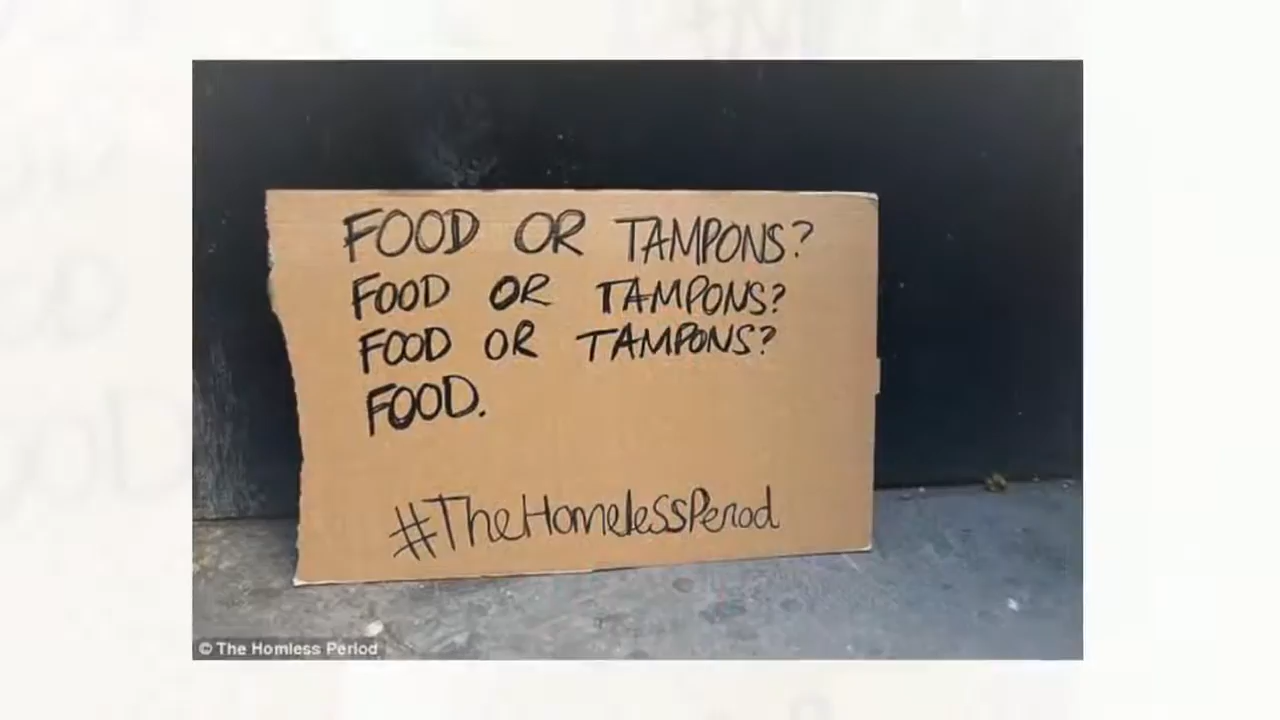 FOOD OR TAMPONS?
FOOD OR TAMPONS?
FOOD OR TAMPONS?
FOOD.
#TheHomelessPeriod
© The Homless Period